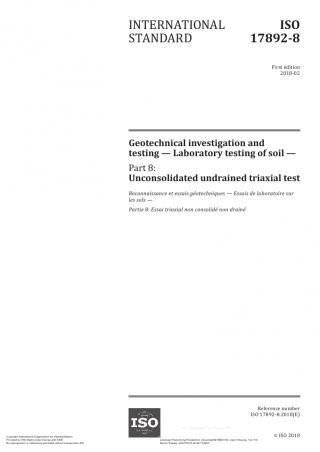 INTERNATIONAL
STANDARD
ISO
17892-8
First edition
2018-02
Geotechnical investigation and
testing — Laboratory testing of soil —
Part 8:
Unconsolidated undrained triaxial test
Reconnaissance et essais géotechniques — Essais de laboratoire sur
les sols —
Partie 8: Essai triaxial non consolidé non drainé
ISO
Reference number
ISO 17892-8:2018(E)
© ISO 2018